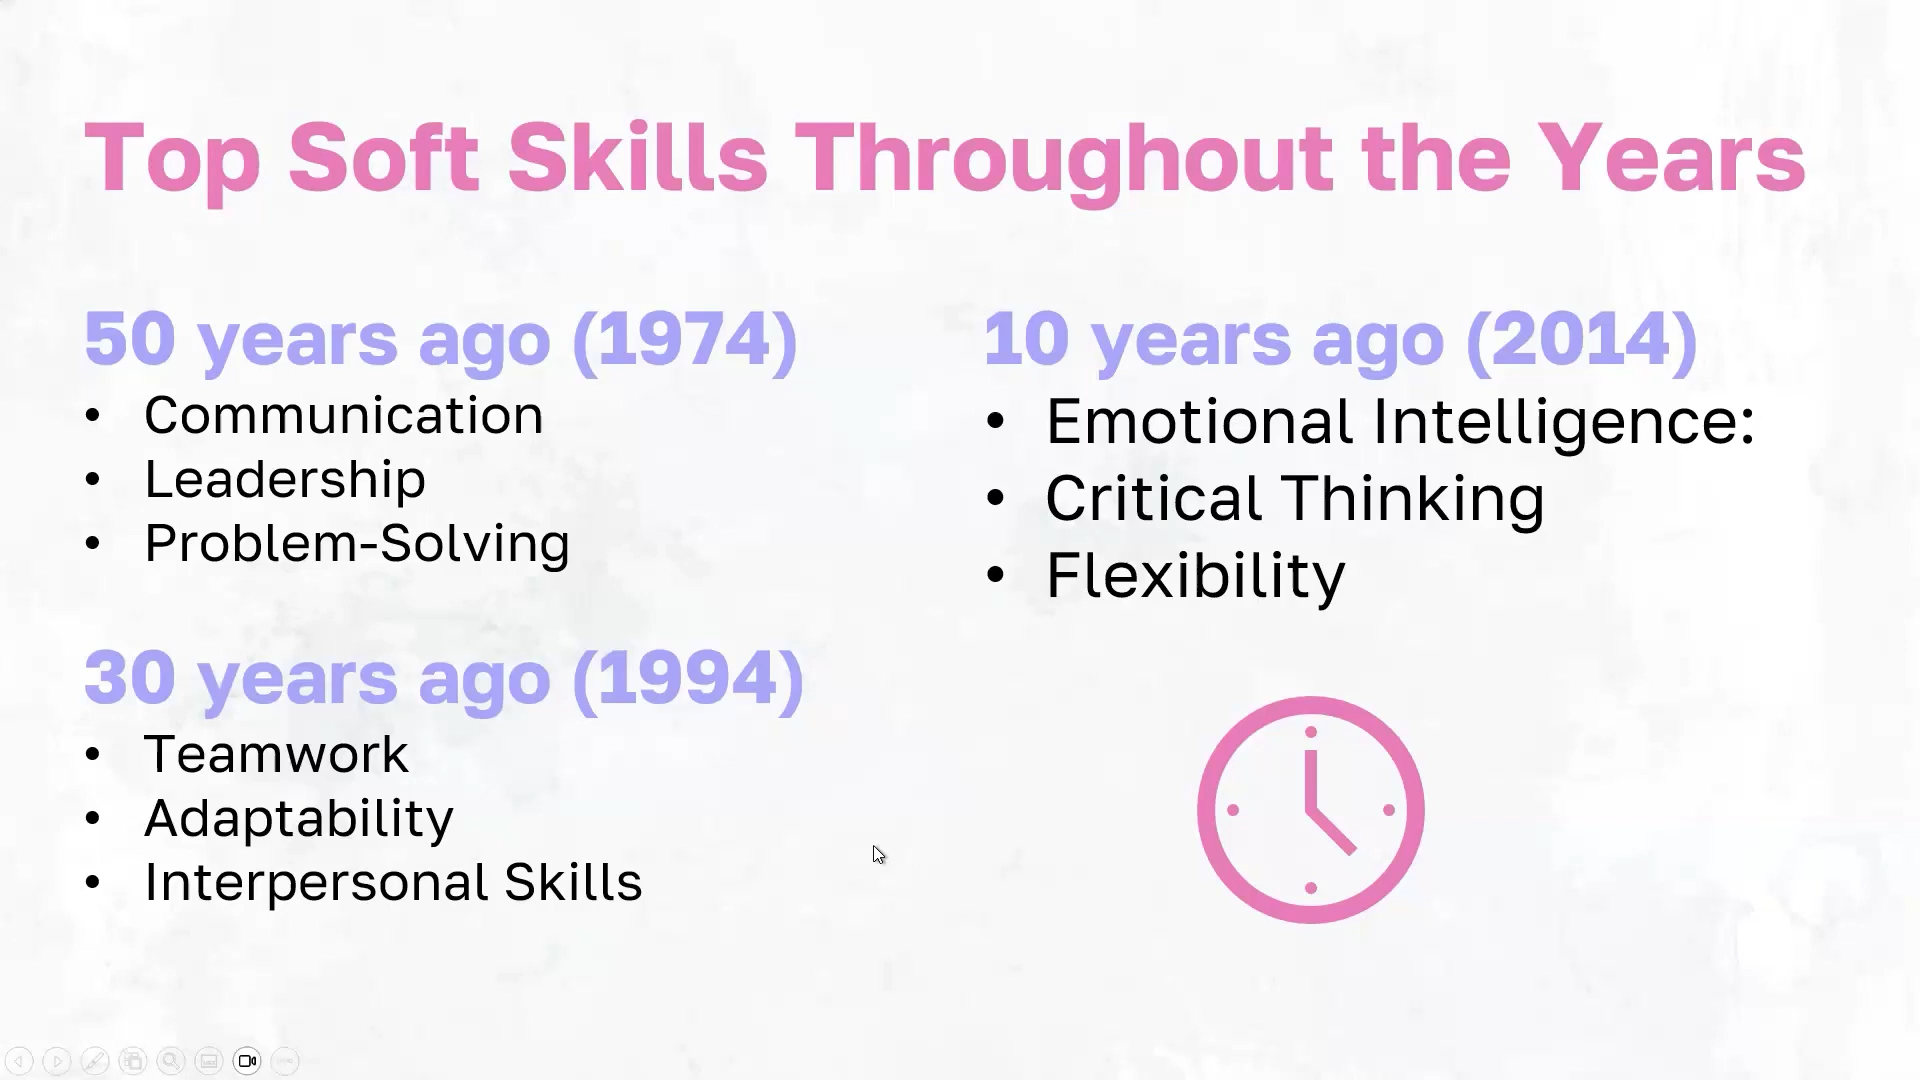 Top Soft Skills Throughout the Years
50 years ago (1974)
• Communication
• Leadership
• Problem-Solving
30 years ago (1994)
• Teamwork
• Adaptability
• Interpersonal Skills
10 years ago (2014)
• Emotional Intelligence:
• Critical Thinking
• Flexibility